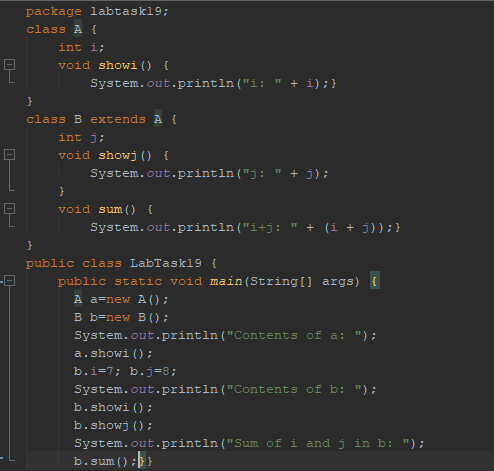 package labtask19;
class A {
    int i;
    void showi() {
        System.out.println("i: " + i);}
}
class B extends A {
    int j;
    void showj() {
        System.out.println("j: " + j);
    }
    void sum() {
        System.out.println("i+j: " + (i + j));}
}
public class LabTask19 {
    public static void main(String[] args) {
      A a=new A();
      B b=new B();
      System.out.println("Contents of a: ");
      a.showi();
      b.i=7; b.j=8;
      System.out.println("Contents of b: ");
      b.showi();
      b.showj();
      System.out.println("Sum of i and j in b: ");
      b.sum();}}